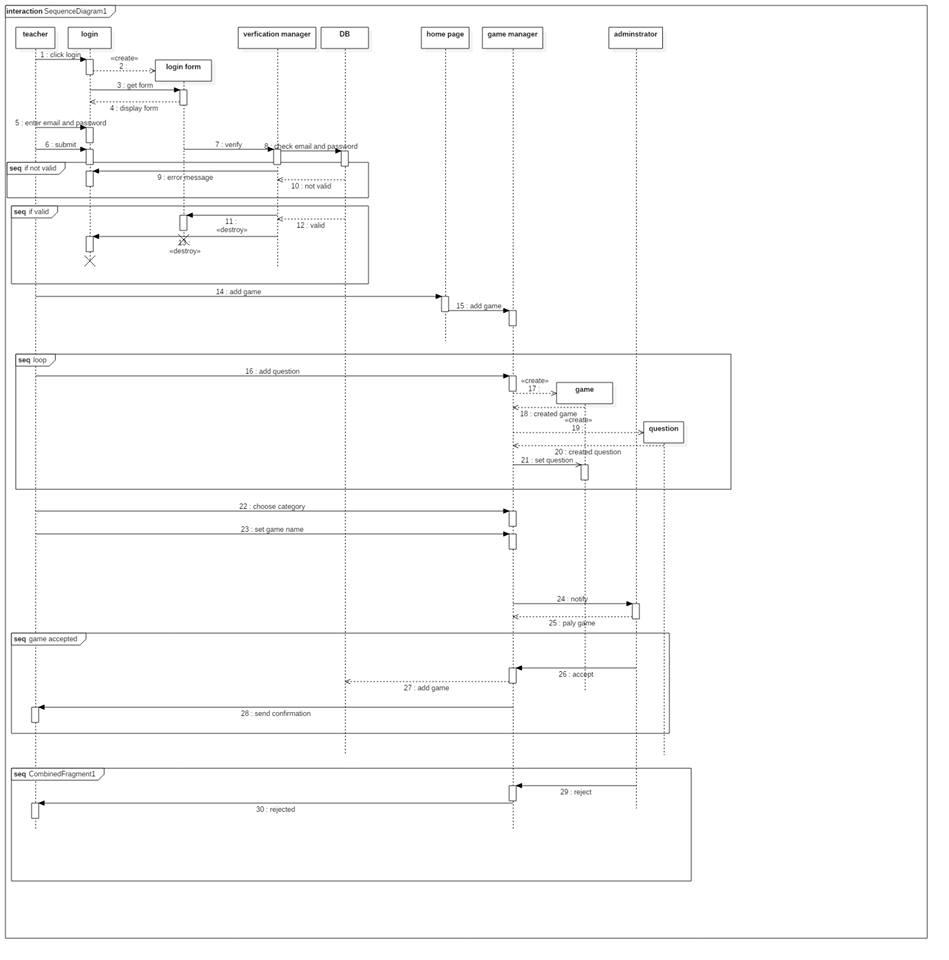 interaction SequenceDiagram1
teacher
login
verfication manager
DB
home page
game manager
adminstrator
1 : click login
«create»
2 :
login form
3 : get form
4 : display form
5 : enter email and password
6 : submit
7 : verify
8 : check email and password
seq if not valid
9 : error message
10 : not valid
seq if valid
11 :
«destroy»
12 : valid
13 :
«destroy»
14 : add game
15 : add game
seq loop
16 : add question
«create»
17 :
game
18 : created game
«create»
19 :
question
20 : created question
21 : set question
22 : choose category
23 : set game name
24 : notify
25 : paly game
seq game accepted
26 : accept
27 : add game
28 : send confirmation
seq CombinedFragment1
29 : reject
30 : rejected